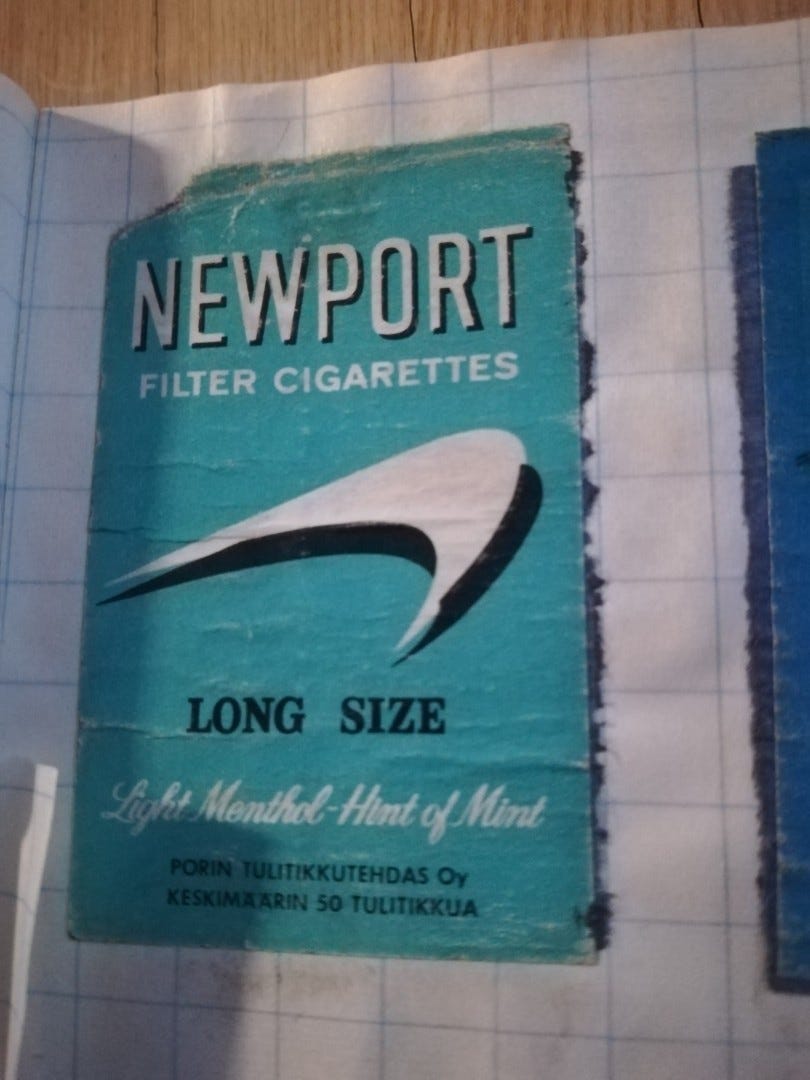 NEWPORT
FILTER CIGARETTES
LONG SIZE
Light Menthol-Hint of Mint
PORIN TULITIKKUTEHDAS Oy
KESKIMÄÄRIN 50 TULITIKKUA